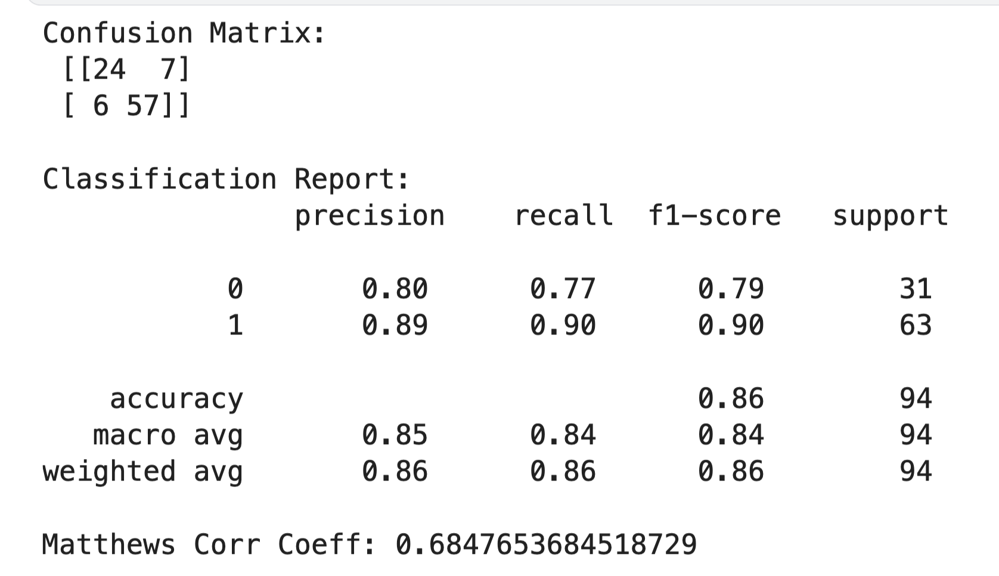 Confusion Matrix:
[[24  7]
[ 6 57]]
Classification Report:
precision recall f1-score support
0 0.80 0.77 0.79 31
1 0.89 0.90 0.90 63
accuracy 0.86 94
macro avg 0.85 0.84 0.84 94
weighted avg 0.86 0.86 0.86 94
Matthews Corr Coeff: 0.6847653684518729